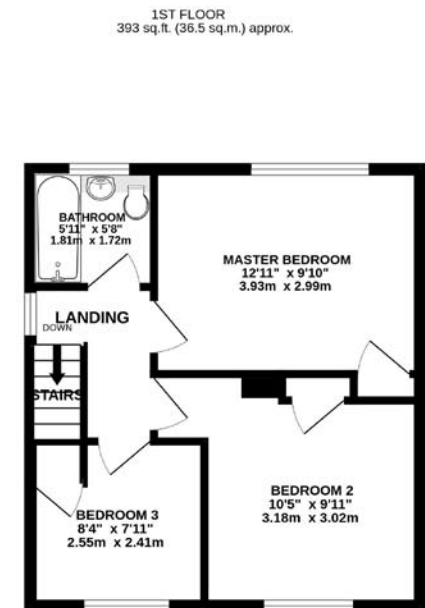 1ST FLOOR
393 sq.ft. (36.5 sq.m.) approx.
BATHROOM
5'11" x 5'8"
1.81m x 1.72m
MASTER BEDROOM
12'11" x 9'10"
3.93m x 2.99m
LANDING
DOWN
STAIRS
BEDROOM 3
8'4" x 7'11"
2.55m x 2.41m
BEDROOM 2
10'5" x 9'11"
3.18m x 3.02m